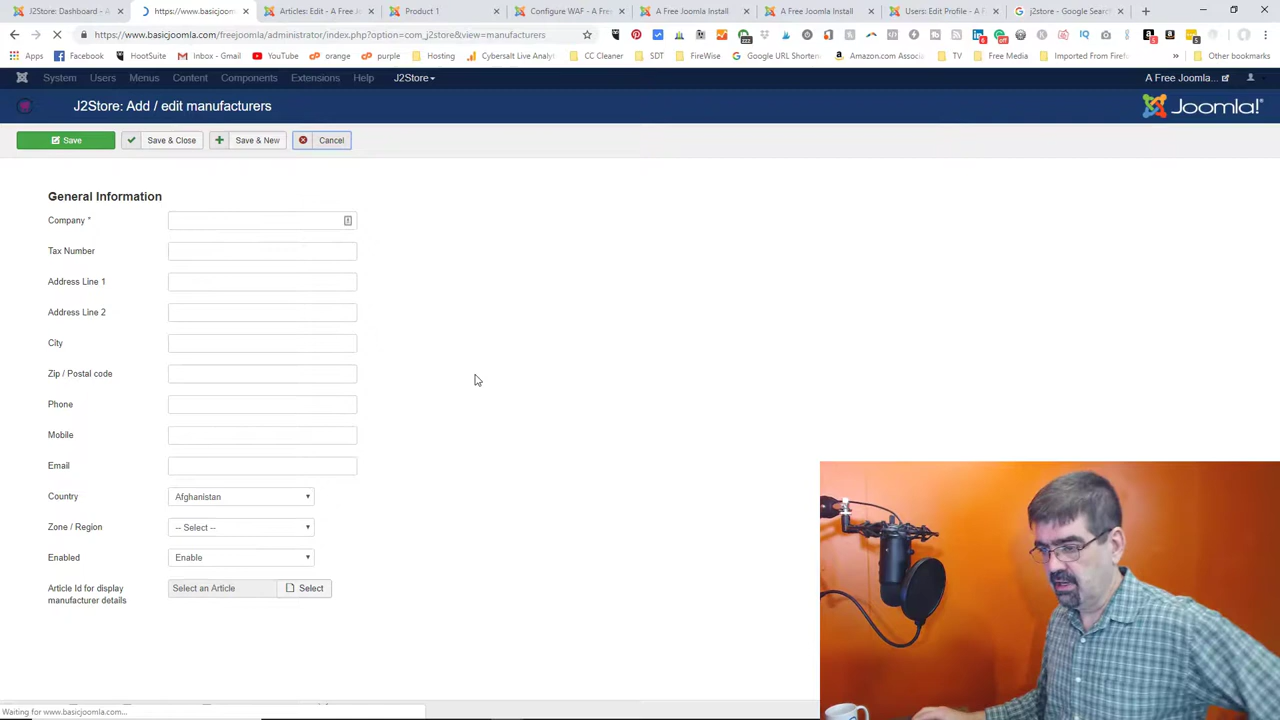 J2Store: Dashboard - A
https://www.basicjoom
Articles: Edit - A Free Jo
Product 1
Configure WAF - A Free
A Free Joomla Install
A Free Joomla Install
Users: Edit Profile - A F
j2store - Google Search
https://www.basicjoomla.com/freejoomla/administrator/index.php?option=com_j2store&view=manufacturers
Apps
Facebook
HootSuite
Inbox - Gmail
YouTube
orange
purple
Hosting
Cybersalt Live Analyt
CC Cleaner
SDT
FireWise
Google URL Shortene
Amazon.com Associa
TV
Free Media
Imported From Firefo
Other bookmarks
System
Users
Menus
Content
Components
Extensions
Help
J2Store
A Free Joomla...
J2Store: Add / edit manufacturers
Joomla!
Save
Save & Close
Save & New
Cancel
General Information
Company *
Tax Number
Address Line 1
Address Line 2
City
Zip / Postal code
Phone
Mobile
Email
Country
Afghanistan
Zone / Region
-- Select --
Enabled
Enable
Article Id for display
manufacturer details
Select an Article
Select
Waiting for www.basicjoomla.com...